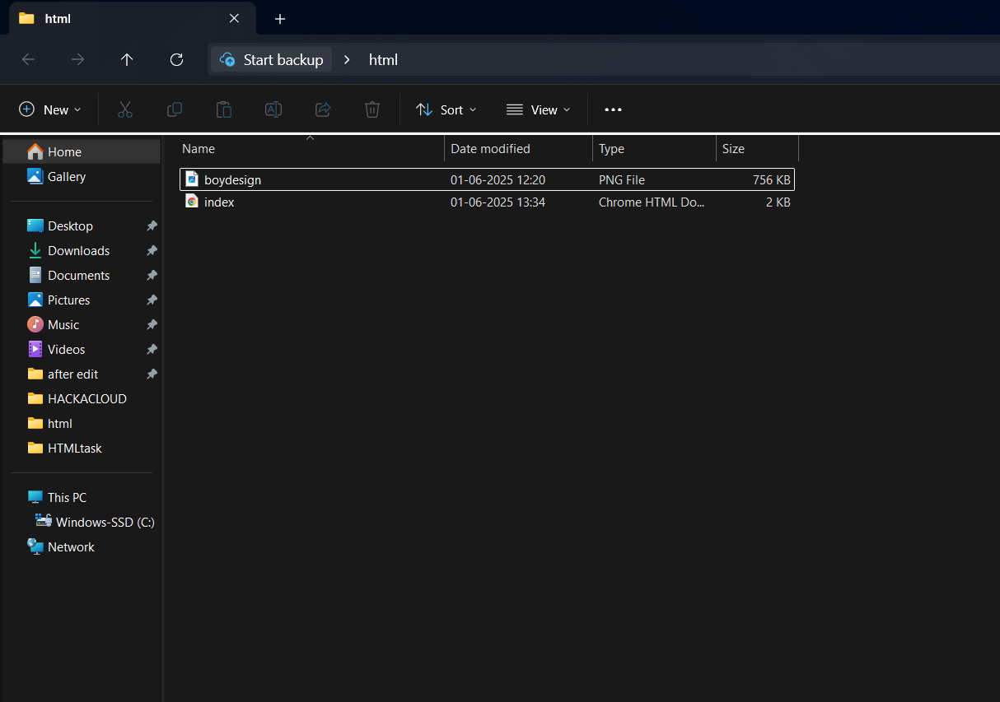 html
Start backup > html
New Sort View
Name Date modified Type Size
boydesign 01-06-2025 12:20 PNG File 756 KB
index 01-06-2025 13:34 Chrome HTML Do... 2 KB
Home
Gallery
Desktop
Downloads
Documents
Pictures
Music
Videos
after edit
HACKACLOUD
html
HTMLtask
This PC
Windows-SSD (C:)
Network